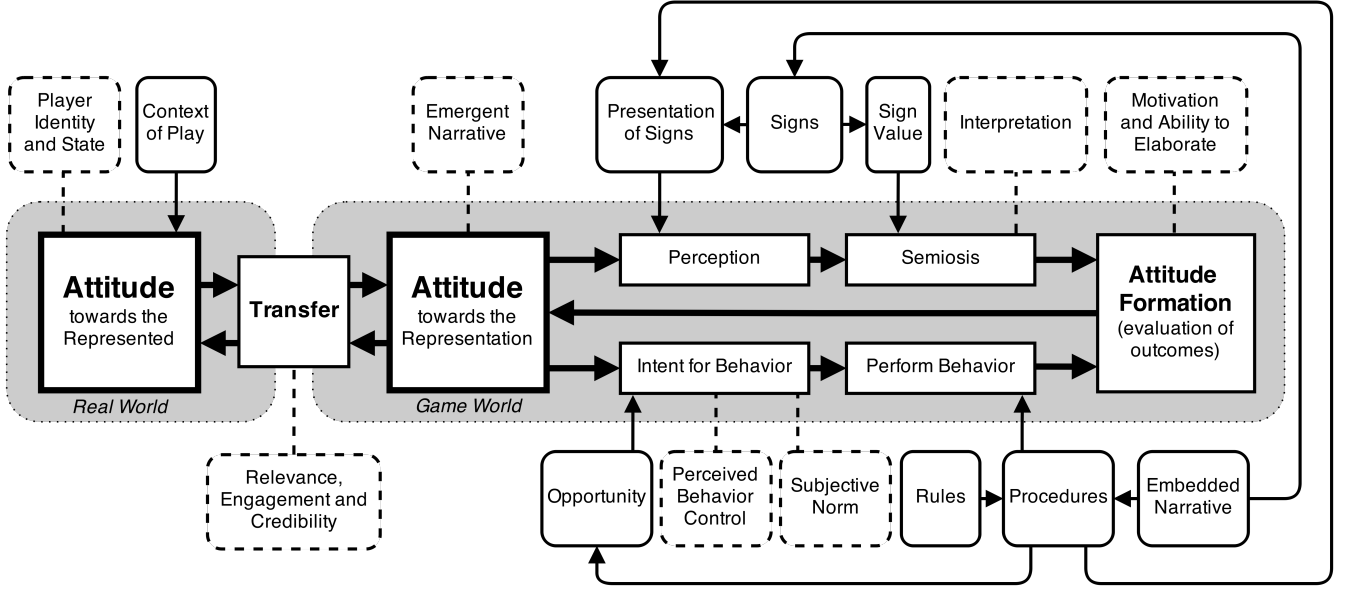 Player
Identity
and State
Context
of Play
Emergent
Narrative
Presentation
of Signs
Signs
Sign
Value
Interpretation
Motivation
and Ability to
Elaborate
Attitude
towards the
Represented
Real World
Transfer
Attitude
towards the
Representation
Game World
Perception
Semiosis
Attitude
Formation
(evaluation of
outcomes)
Intent for Behavior
Perform Behavior
Relevance,
Engagement and
Credibility
Opportunity
Perceived
Behavior
Control
Subjective
Norm
Rules
Procedures
Embedded
Narrative